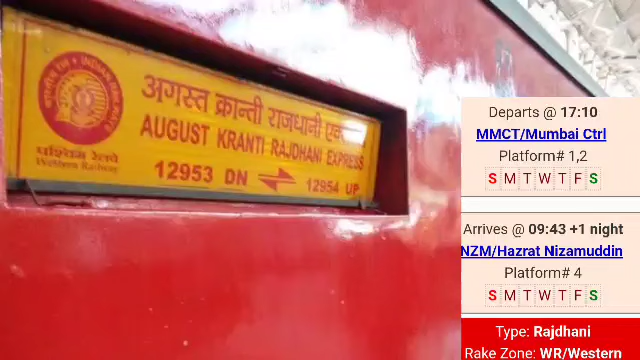 अगस्त क्रान्ती राजधानी
AUGUST KRANTI RAJDHANI EXPRESS
पश्चिम रेलवे
Western Railway
12953 DN 12954 UP
Departs @ 17:10
MMCT/Mumbai Ctrl
Platform# 1,2
S M T W T F S
Arrives @ 09:43 +1 night
NZM/Hazrat Nizamuddin
Platform# 4
S M T W T F S
Type: Rajdhani
Rake Zone: WR/Western